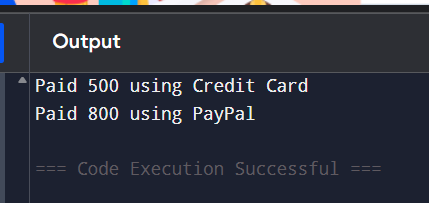 Output
Paid 500 using Credit Card
Paid 800 using PayPal
=== Code Execution Successful ===